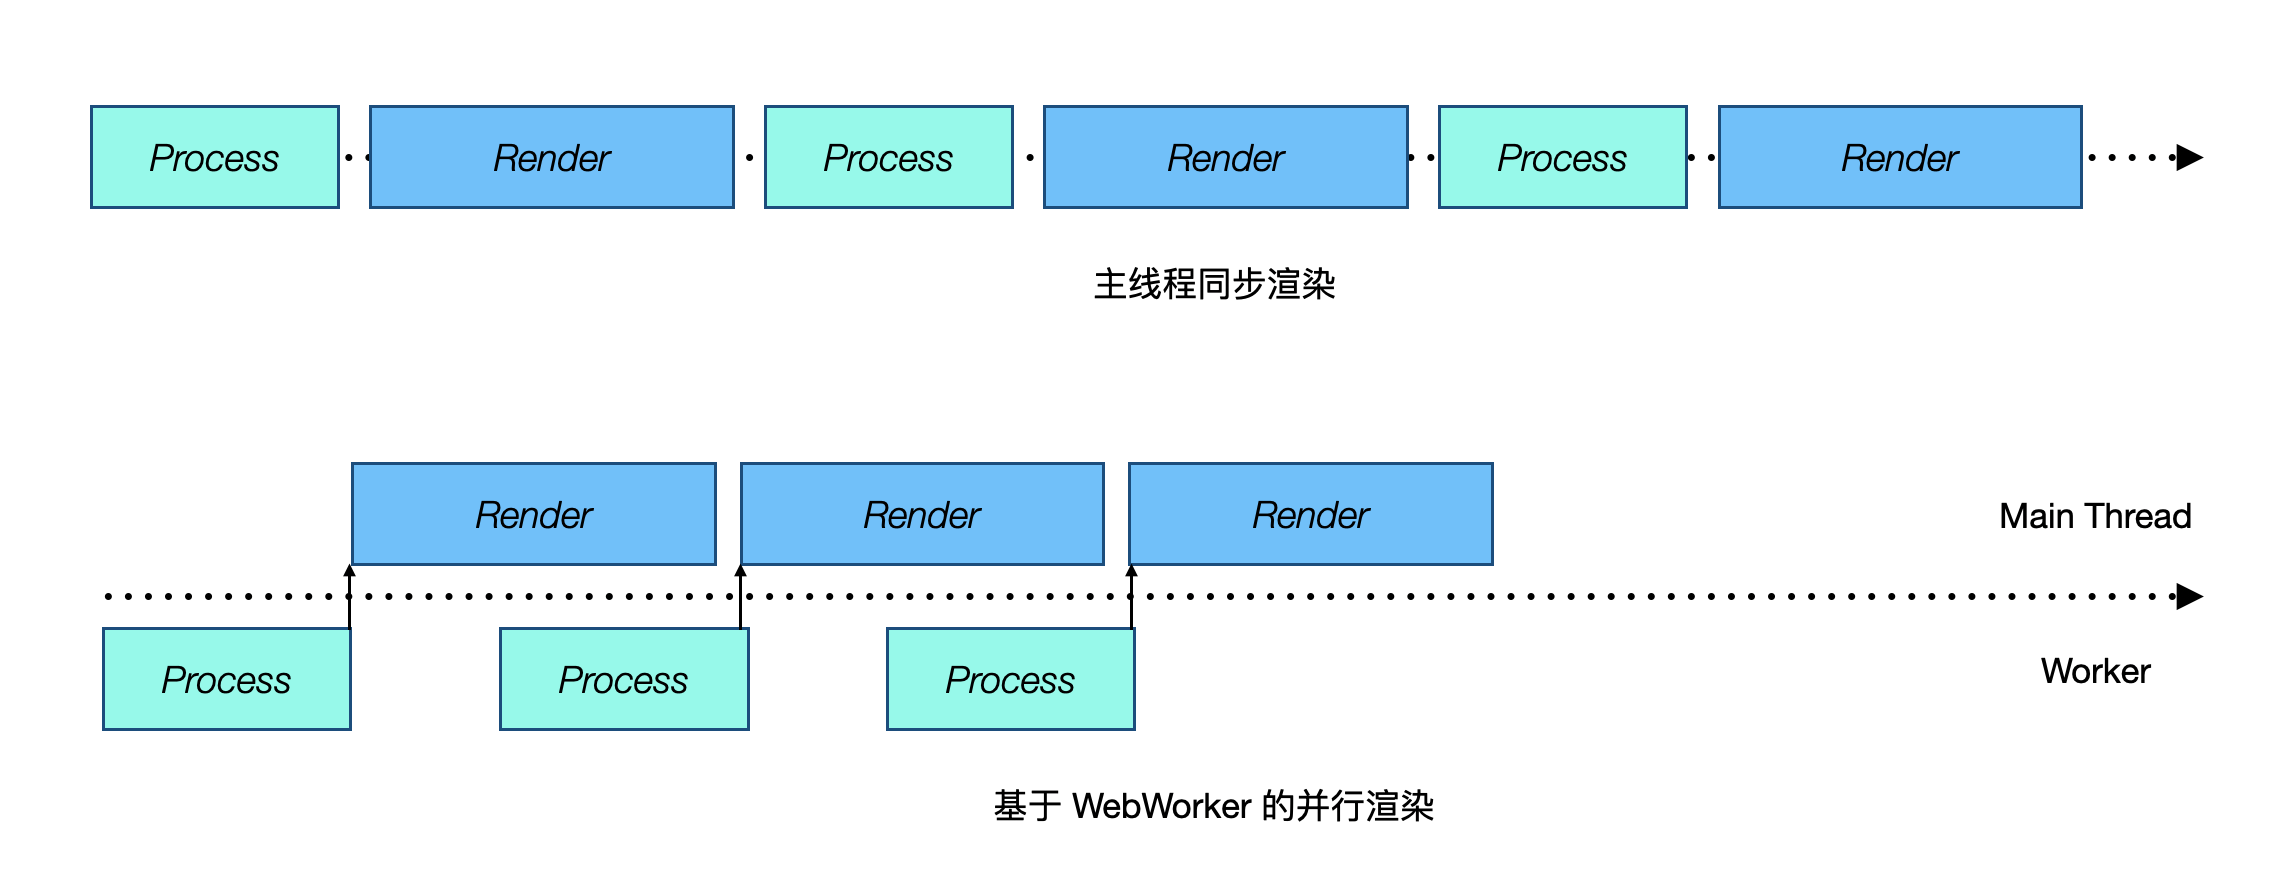 Process
Render
Process
Render
Process
Render
主线程同步渲染
Render
Render
Render
Main Thread
Process
Process
Process
Worker
基于 WebWorker 的并行渲染